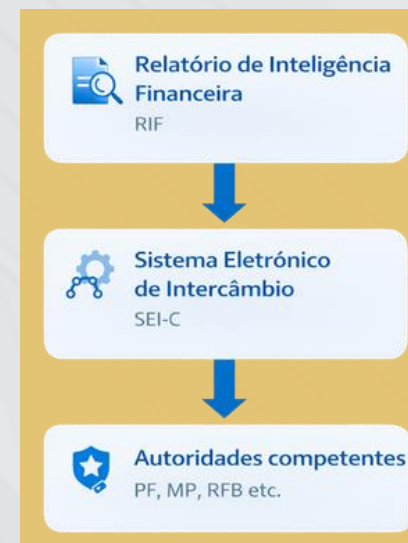 Relatório de Inteligência
Financeira
RIF
Sistema Eletrónico
de Intercâmbio
SEI-C
Autoridades competentes
PF, MP, RFB etc.